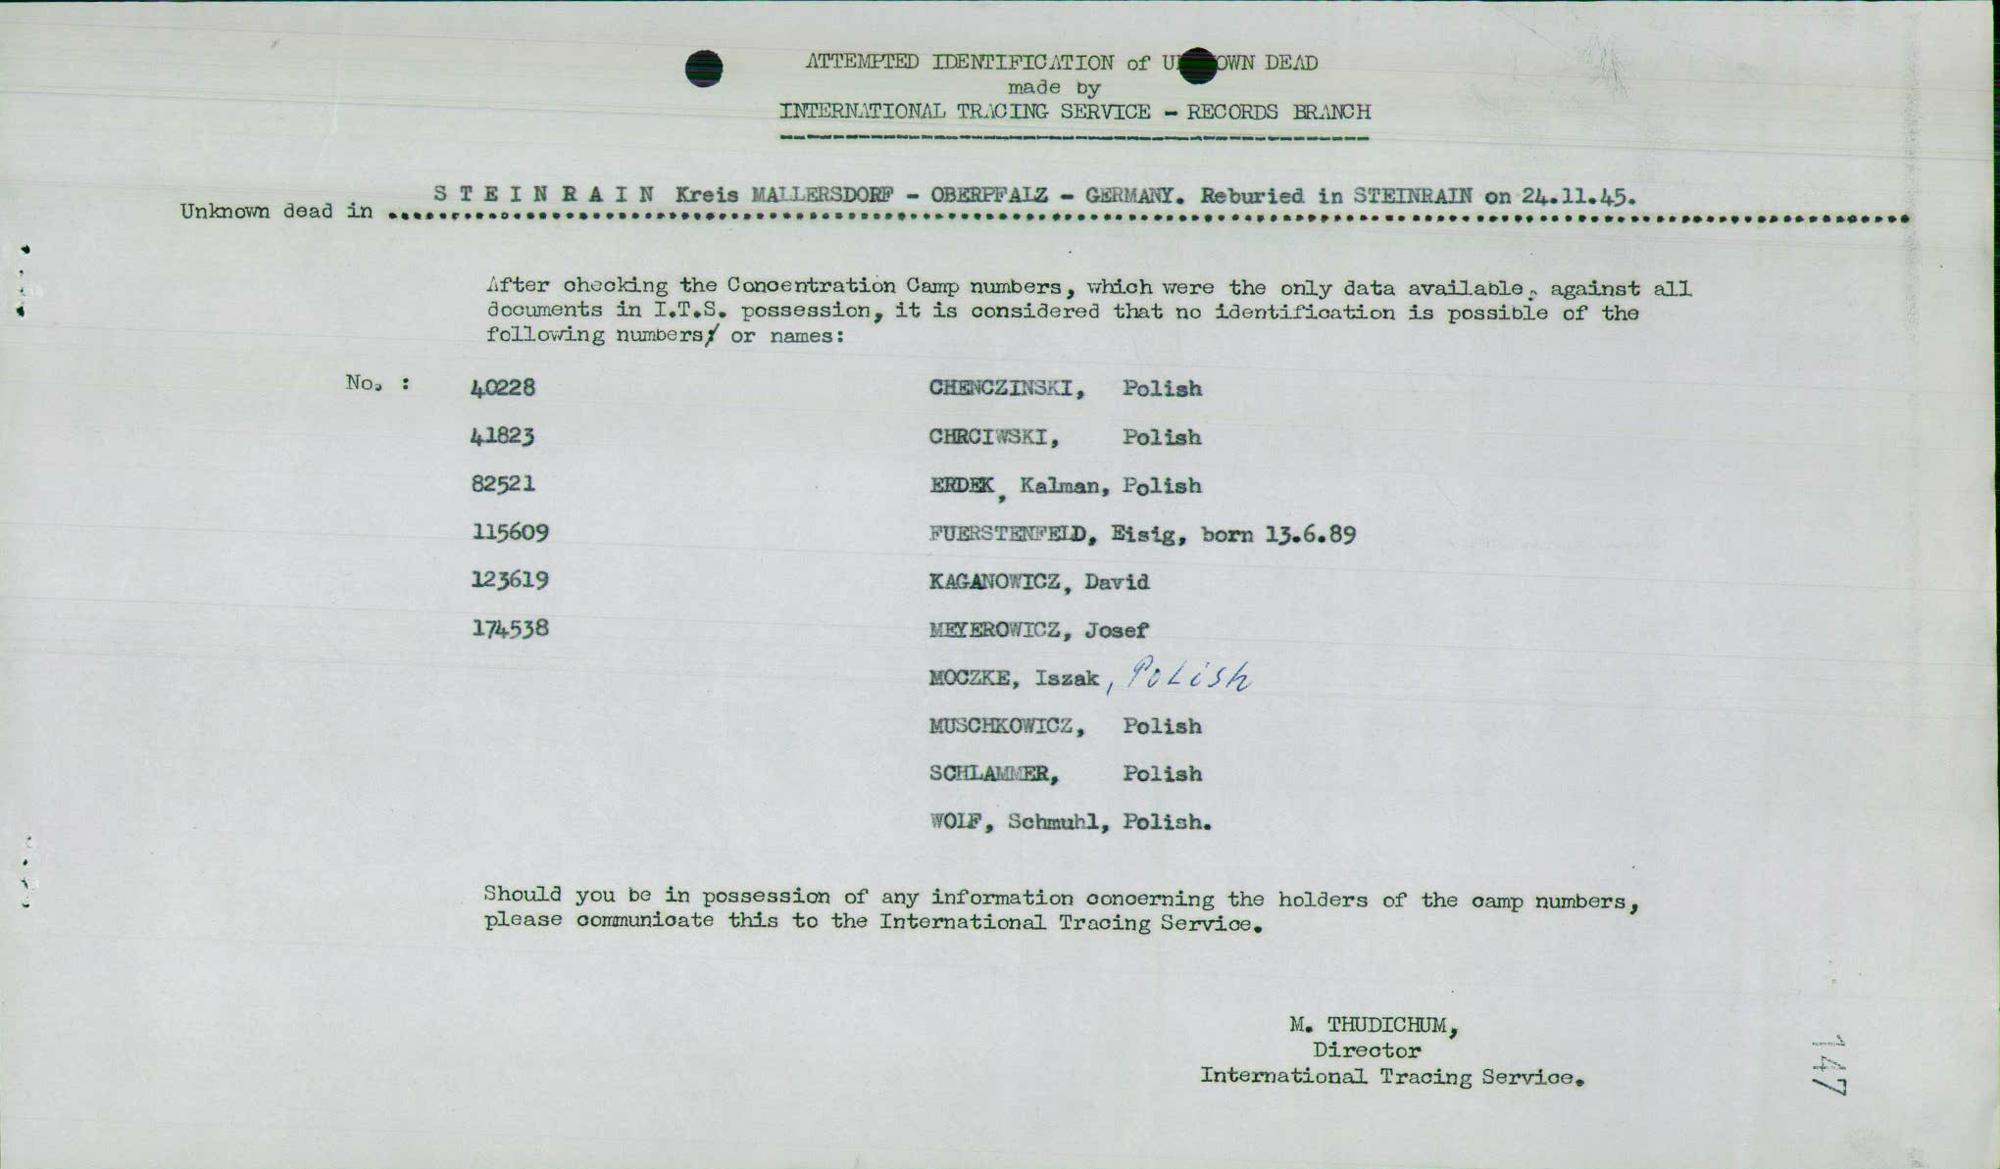 ATTEMPTED IDENTIFICATION of UNKNOWN DEAD
made by
INTERNATIONAL TRACING SERVICE - RECORDS BRANCH
Unknown dead in S T E I N R A I N Kreis MALLERSDORF - OBERPFALZ - GERMANY. Reburied in STEINRAIN on 24.11.45.
After checking the Concentration Camp numbers, which were the only data available, against all
documents in I.T.S. possession, it is considered that no identification is possible of the
following numbers/ or names:
No. : 40228 CHENCZINSKI, Polish
41823 CHRCIWSKI, Polish
82521 ERDEK, Kalman, Polish
115609 FUERSTENFELD, Eisig, born 13.6.89
123619 KAGANOWICZ, David
174538 MEYEROWICZ, Josef
MOCZKE, Iszak, Polish
MUSCHKOWICZ, Polish
SCHLAMMER, Polish
WOLF, Schmuhl, Polish.
Should you be in possession of any information concerning the holders of the camp numbers,
please communicate this to the International Tracing Service.
M. THUDICHUM,
Director
International Tracing Service.
147